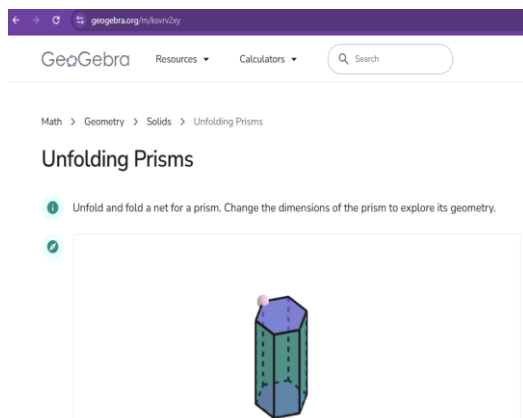 geogebra.org/m/ksvrv2xy
GeoGebra Resources Calculators Search
Math > Geometry > Solids > Unfolding Prisms
Unfolding Prisms
Unfold and fold a net for a prism. Change the dimensions of the prism to explore its geometry.